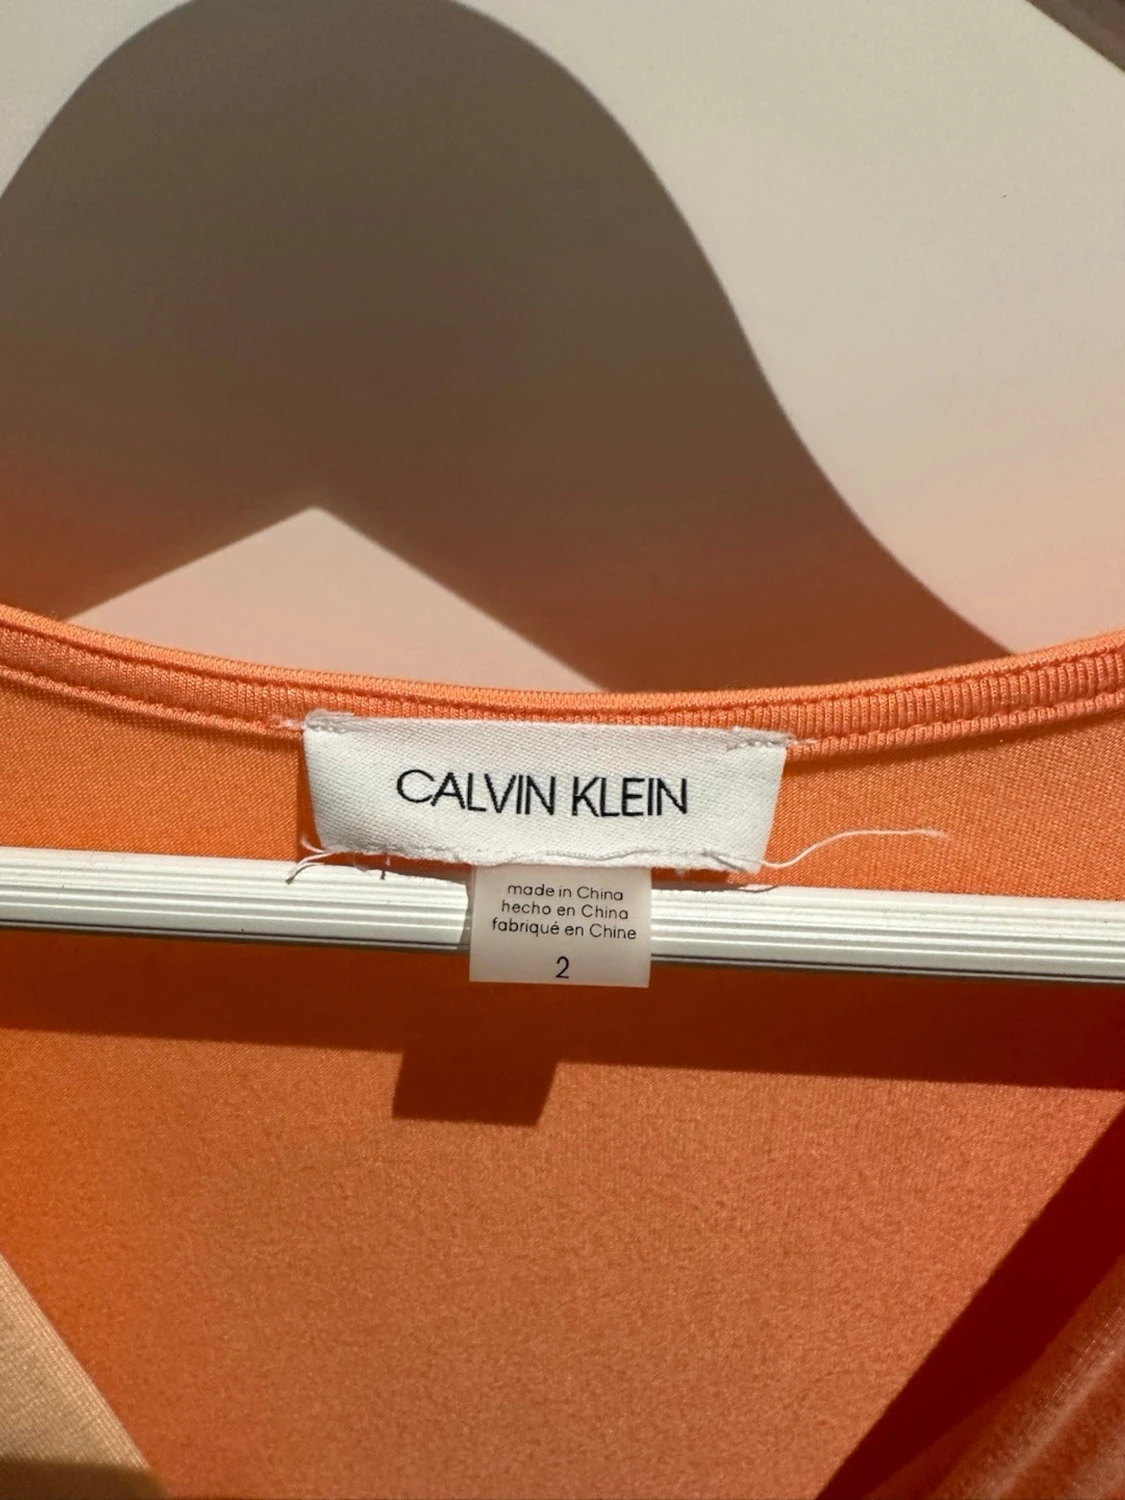 CALVIN KLEIN
made in China
hecho en China
fabriqué en Chine
2